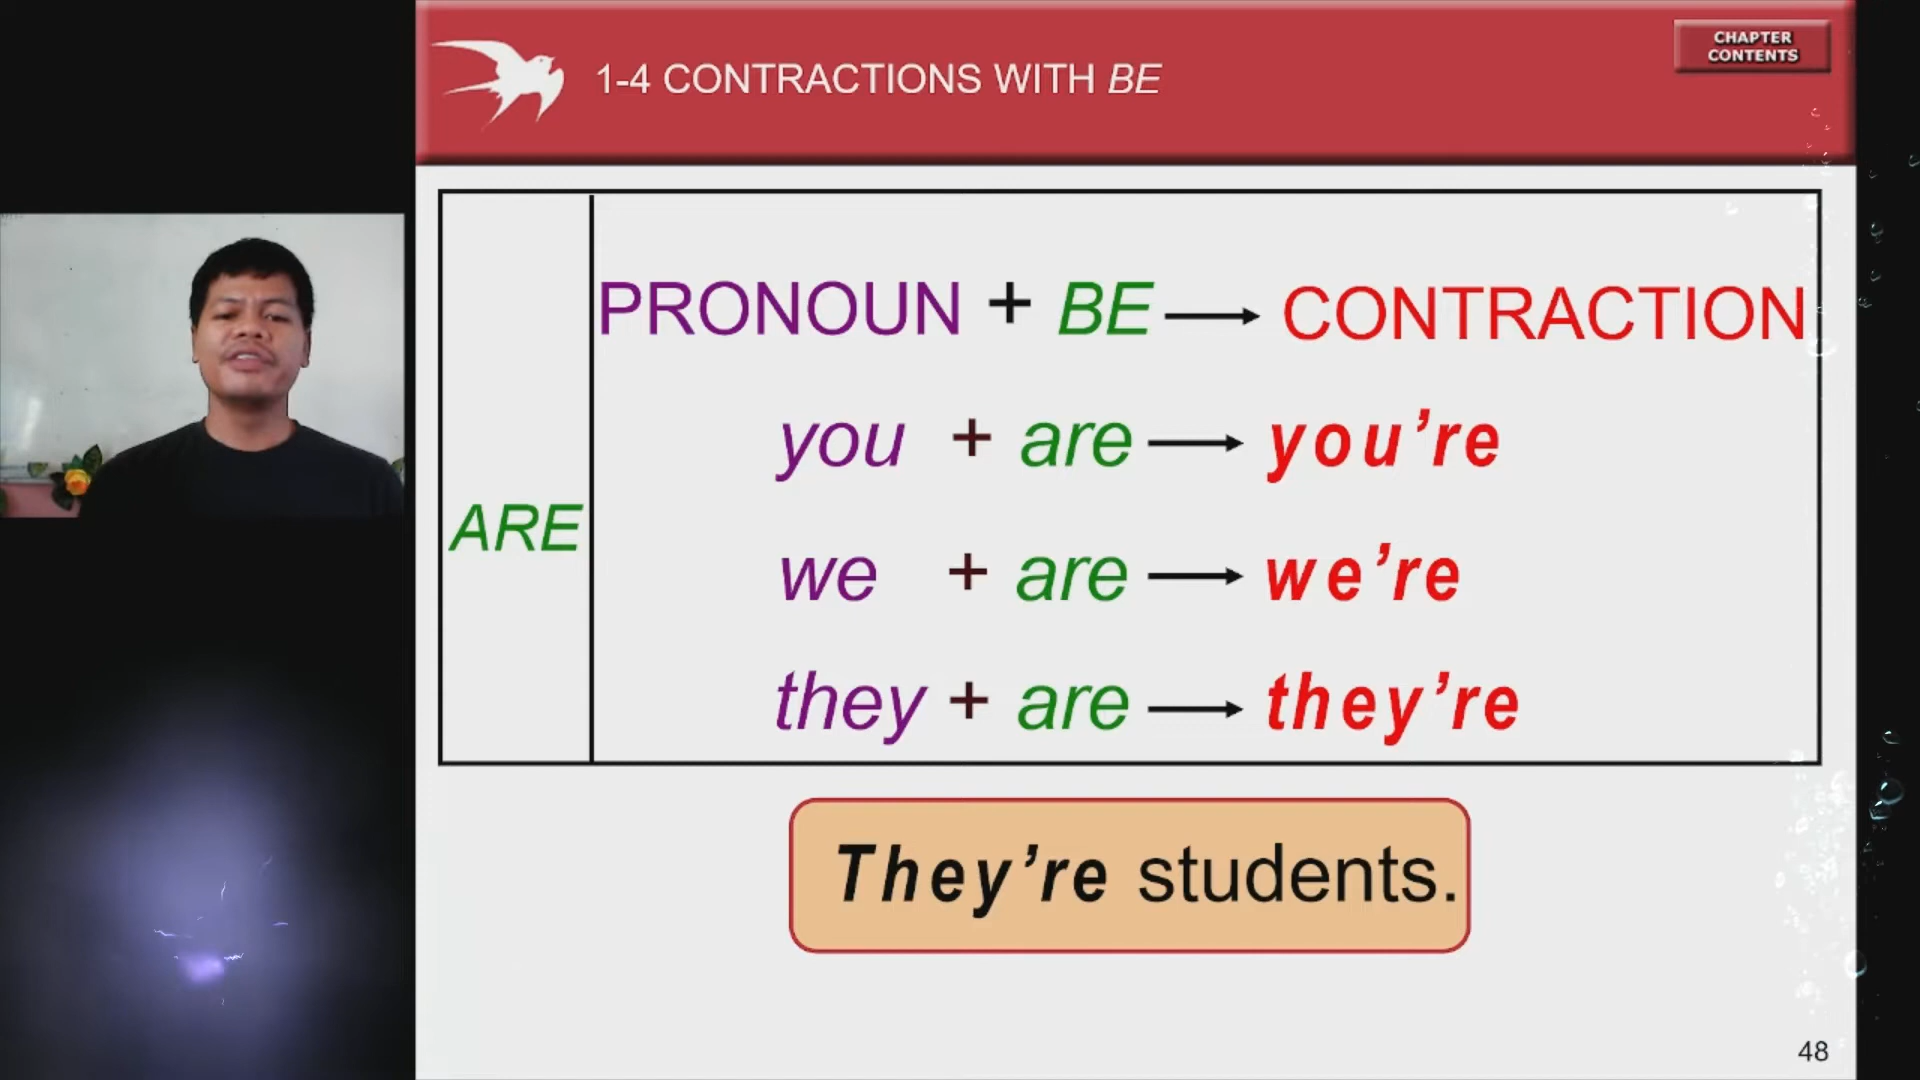 1-4 CONTRACTIONS WITH BE
CHAPTER
CONTENTS
PRONOUN + BE → CONTRACTION
ARE
you + are → you’re
we + are → we’re
they + are → they’re
They’re students.
48